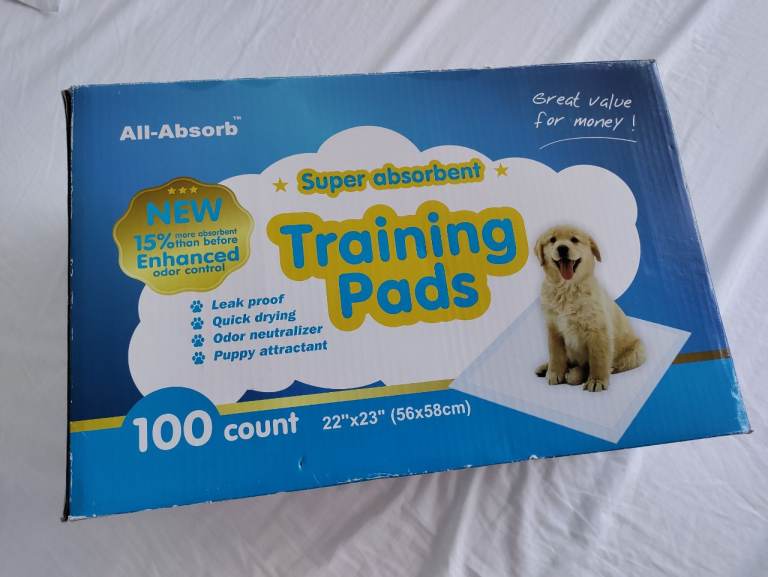 All-Absorb™
Great value
for money !
Super absorbent
NEW
15% more absorbent than before
Enhanced
odor control
Training
Pads
Leak proof
Quick drying
Odor neutralizer
Puppy attractant
100 count
22"x23" (56x58cm)